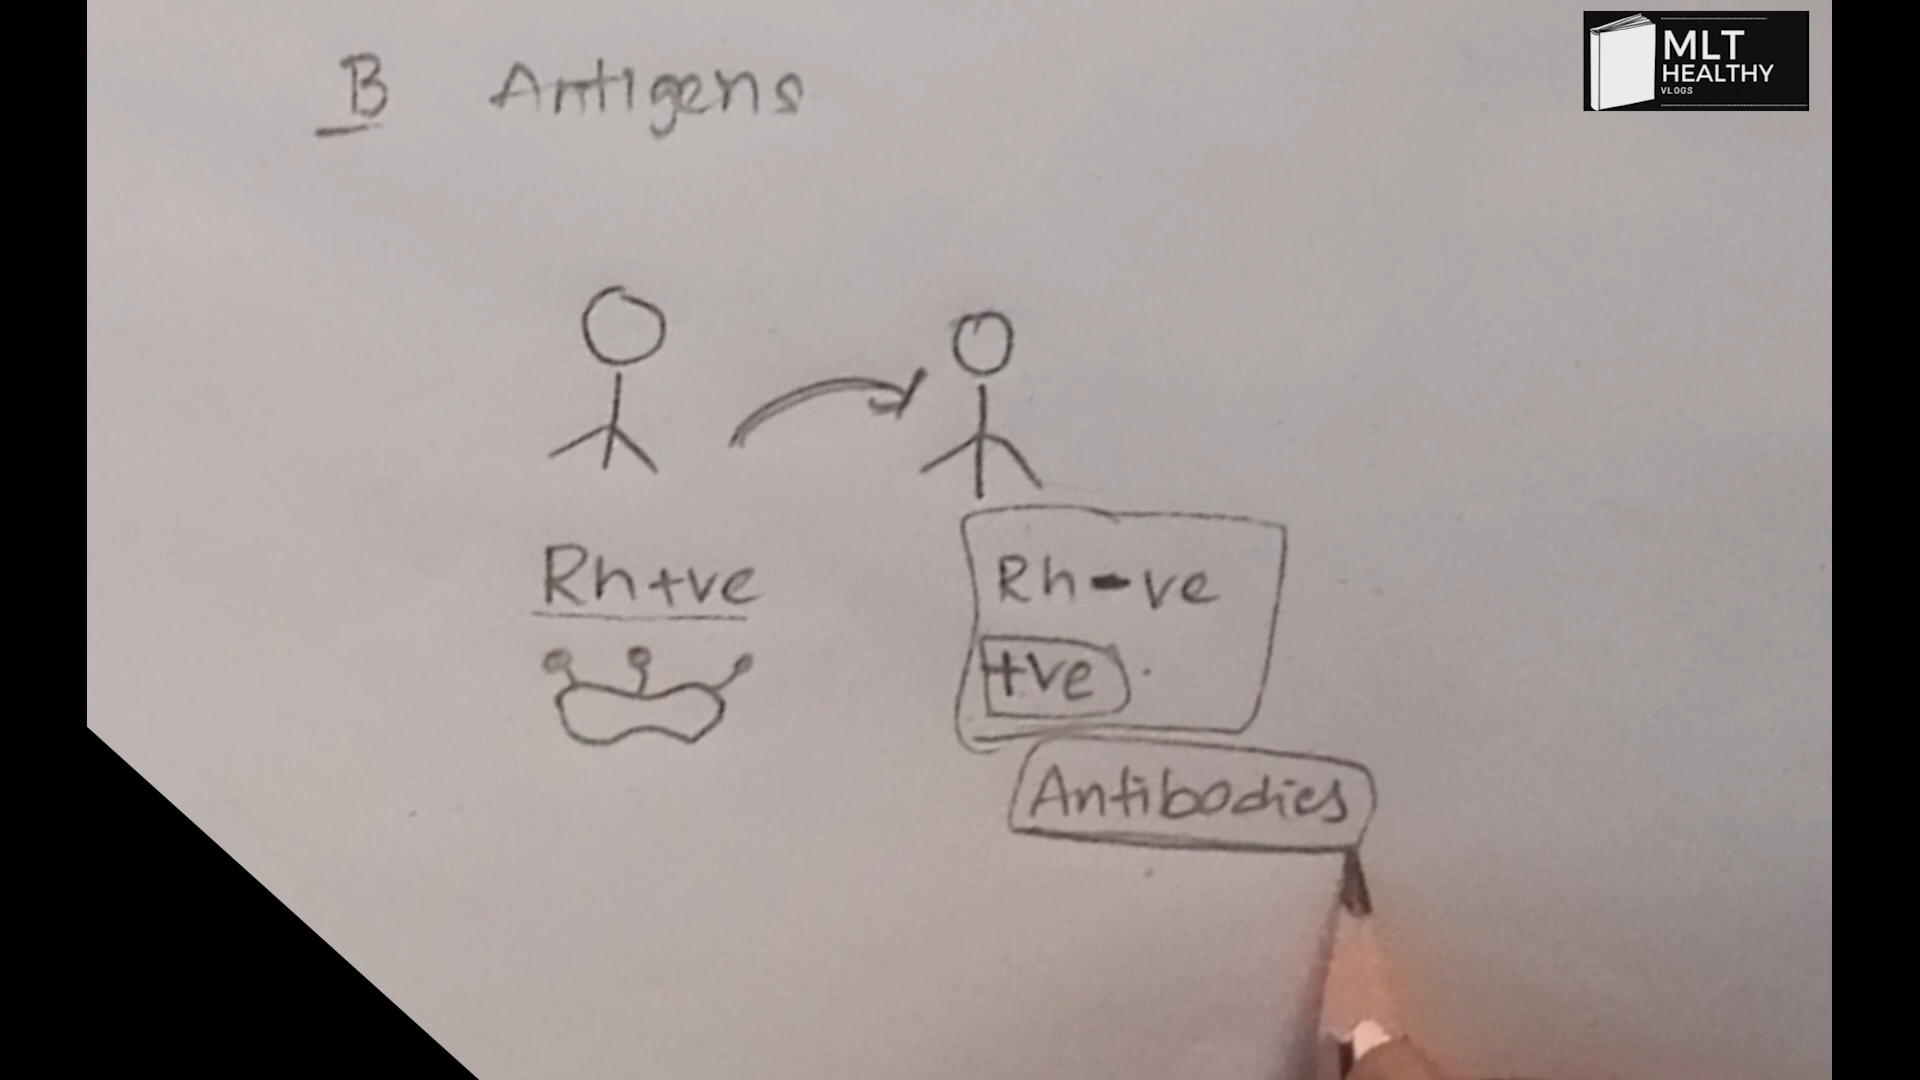 B Antigens
MLT
HEALTHY
VLOGS
Rh+ve
Rh-ve
+ve
Antibodies